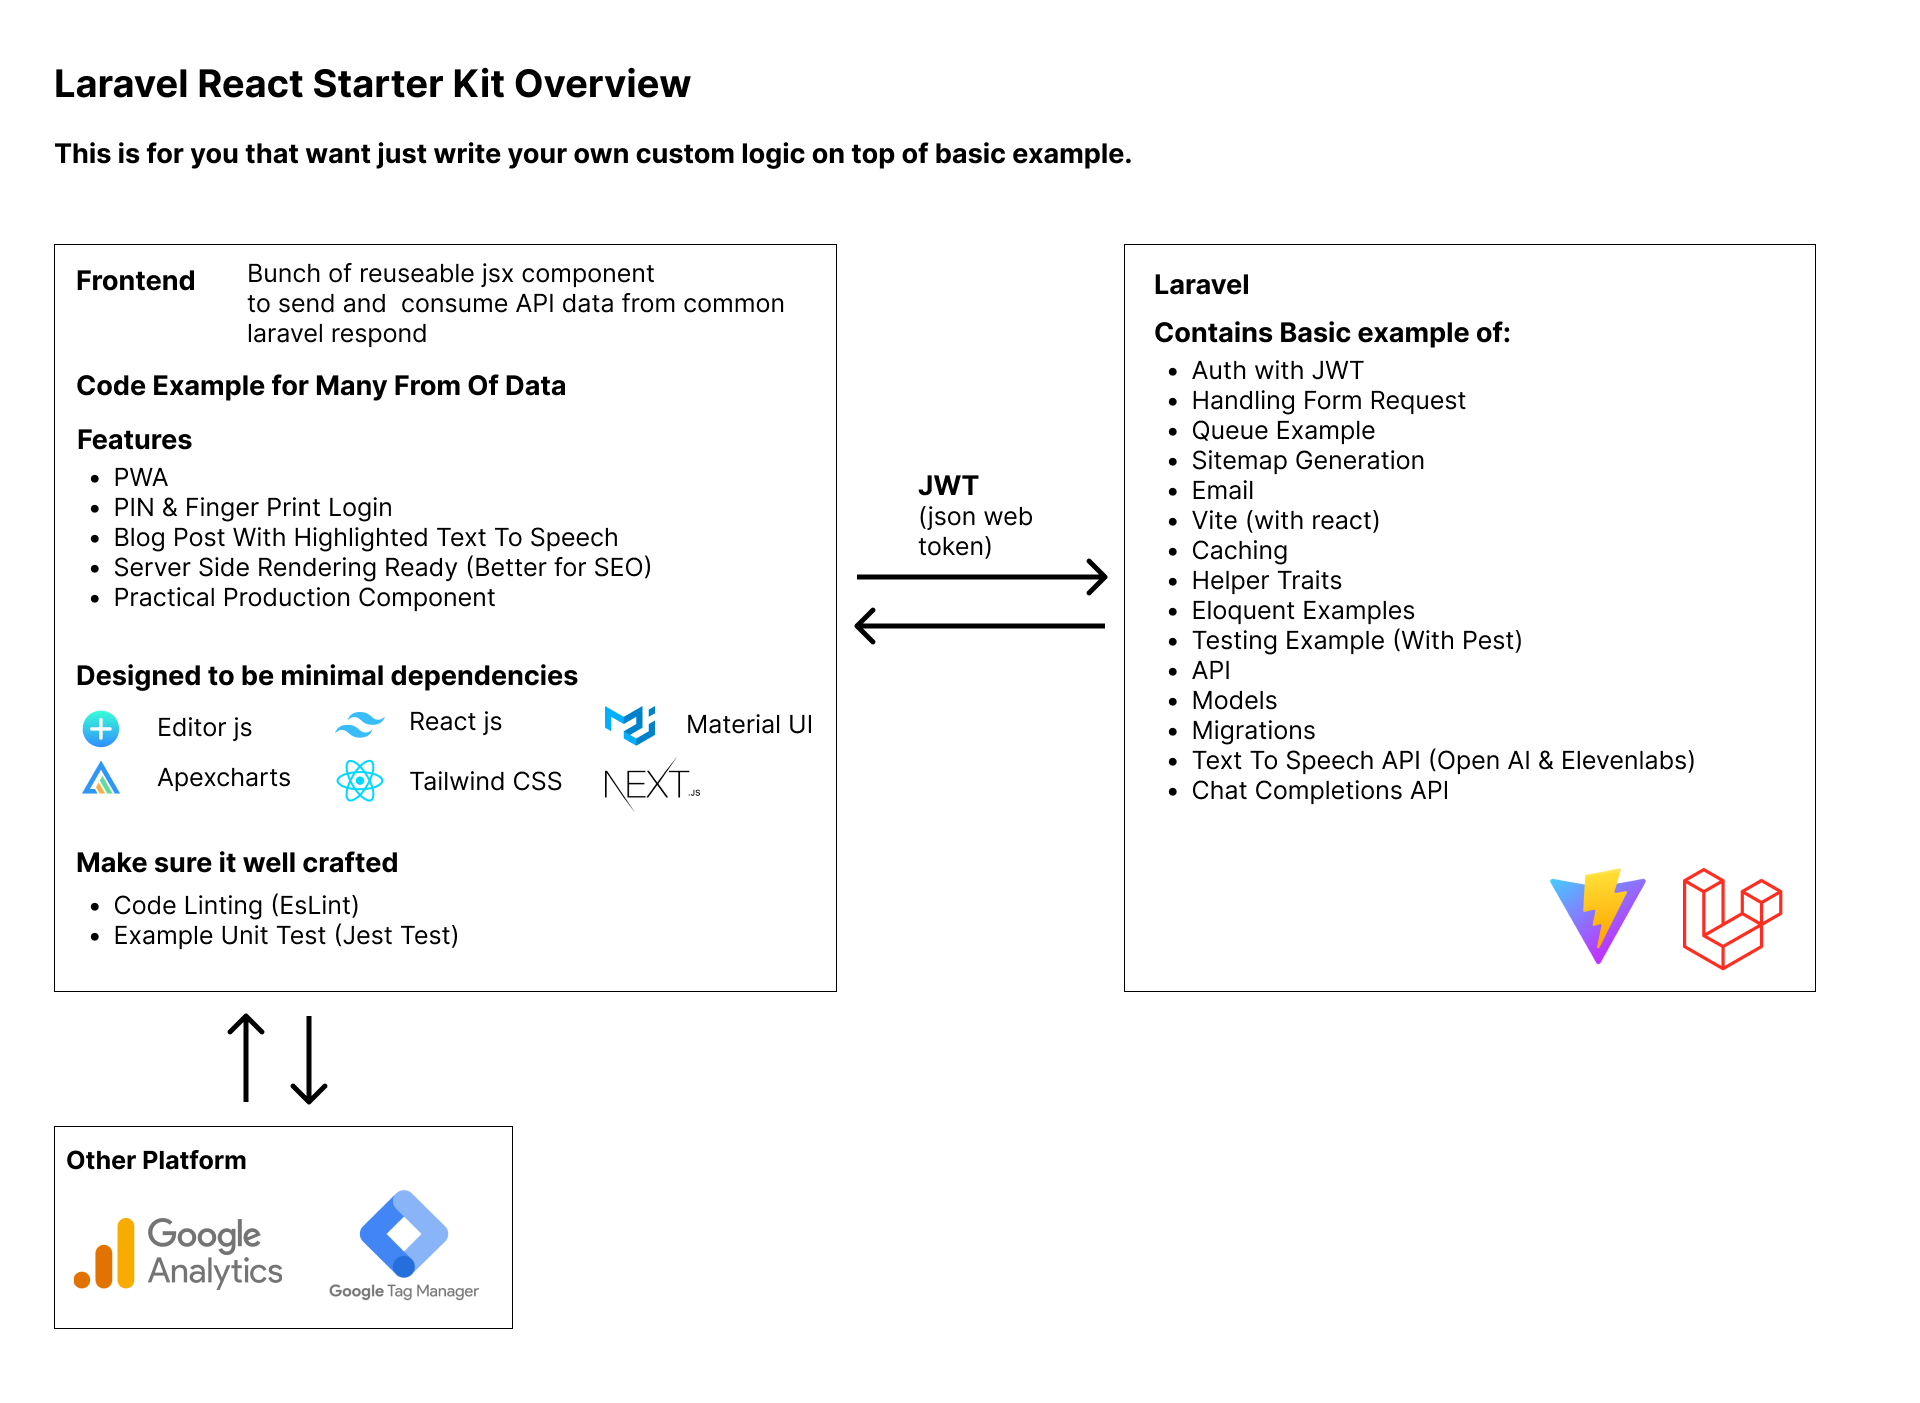 Laravel React Starter Kit Overview
This is for you that want just write your own custom logic on top of basic example.
Frontend
Bunch of reuseable jsx component
to send and  consume API data from common
laravel respond
Code Example for Many From Of Data
Features
• PWA
• PIN & Finger Print Login
• Blog Post With Highlighted Text To Speech
• Server Side Rendering Ready (Better for SEO)
• Practical Production Component
Designed to be minimal dependencies
Editor js
React js
Material UI
Apexcharts
Tailwind CSS
NEXT.JS
Make sure it well crafted
• Code Linting (EsLint)
• Example Unit Test (Jest Test)
JWT
(json web
token)
Laravel
Contains Basic example of:
• Auth with JWT
• Handling Form Request
• Queue Example
• Sitemap Generation
• Email
• Vite (with react)
• Caching
• Helper Traits
• Eloquent Examples
• Testing Example (With Pest)
• API
• Models
• Migrations
• Text To Speech API (Open AI & Elevenlabs)
• Chat Completions API
Other Platform
Google
Analytics
Google Tag Manager